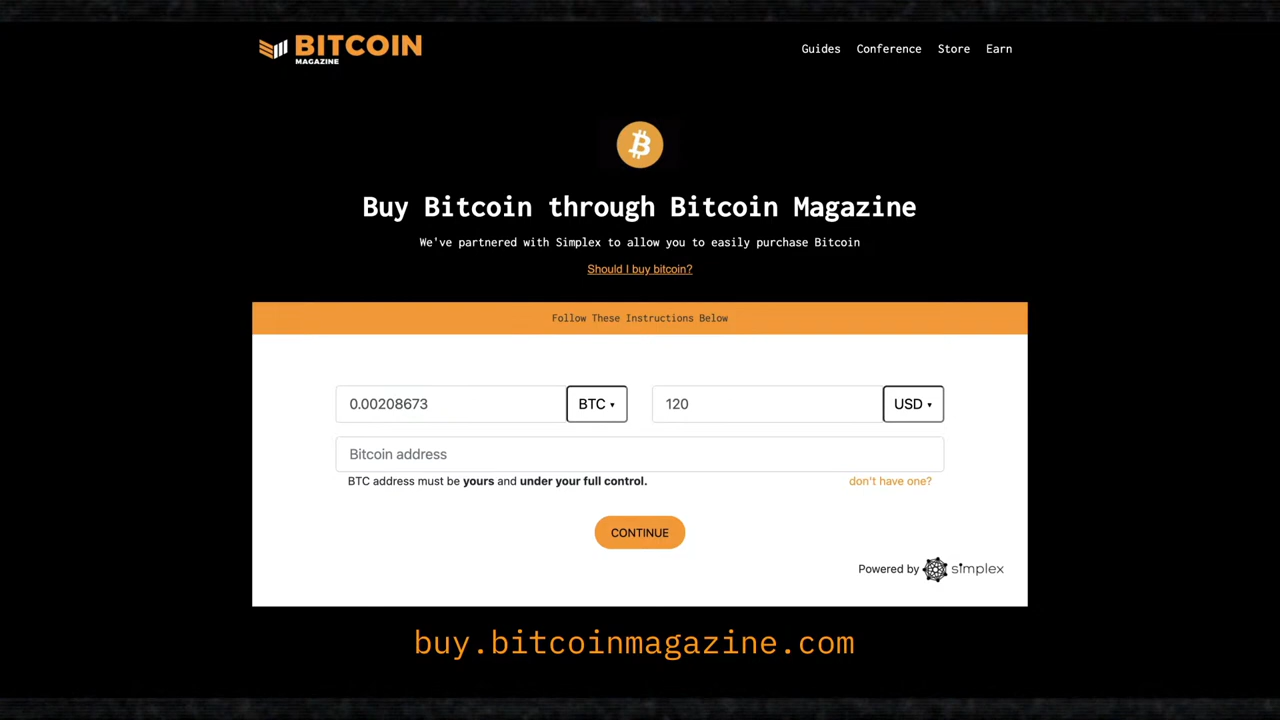 BITCOIN
MAGAZINE
Guides Conference Store Earn
Buy Bitcoin through Bitcoin Magazine
We've partnered with Simplex to allow you to easily purchase Bitcoin
Should I buy bitcoin?
Follow These Instructions Below
0.00208673 BTC 120 USD
Bitcoin address
BTC address must be yours and under your full control. don't have one?
CONTINUE
Powered by simplex
buy.bitcoinmagazine.com